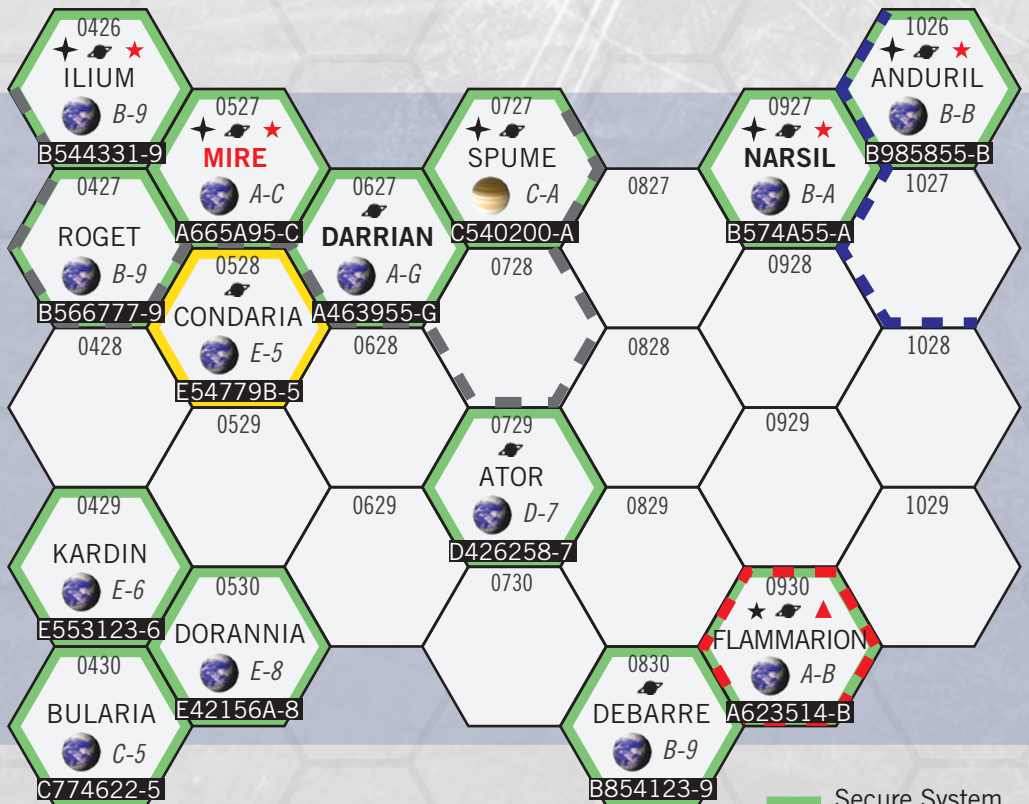 0426
ILIUM
B-9
B544331-9
0527
MIRE
A-C
A665A95-C
0727
SPUME
C-A
C540200-A
0927
NARSIL
B-A
B574A55-A
1026
ANDURIL
B-B
B985855-B
0427
ROGET
B-9
B566777-9
0627
DARRIAN
A-G
A463955-G
0827
1027
0528
CONDARIA
E-5
E54779B-5
0728
0928
0428
0628
0828
1028
0529
0729
ATOR
D-7
D426258-7
0929
0429
KARDIN
E-6
E553123-6
0629
0829
1029
0530
DORANNIA
E-8
E42156A-8
0730
0930
FLAMMARION
A-B
A623514-B
0430
BULARIA
C-5
C774622-5
0830
DEBARRE
B-9
B854123-9
Secure System